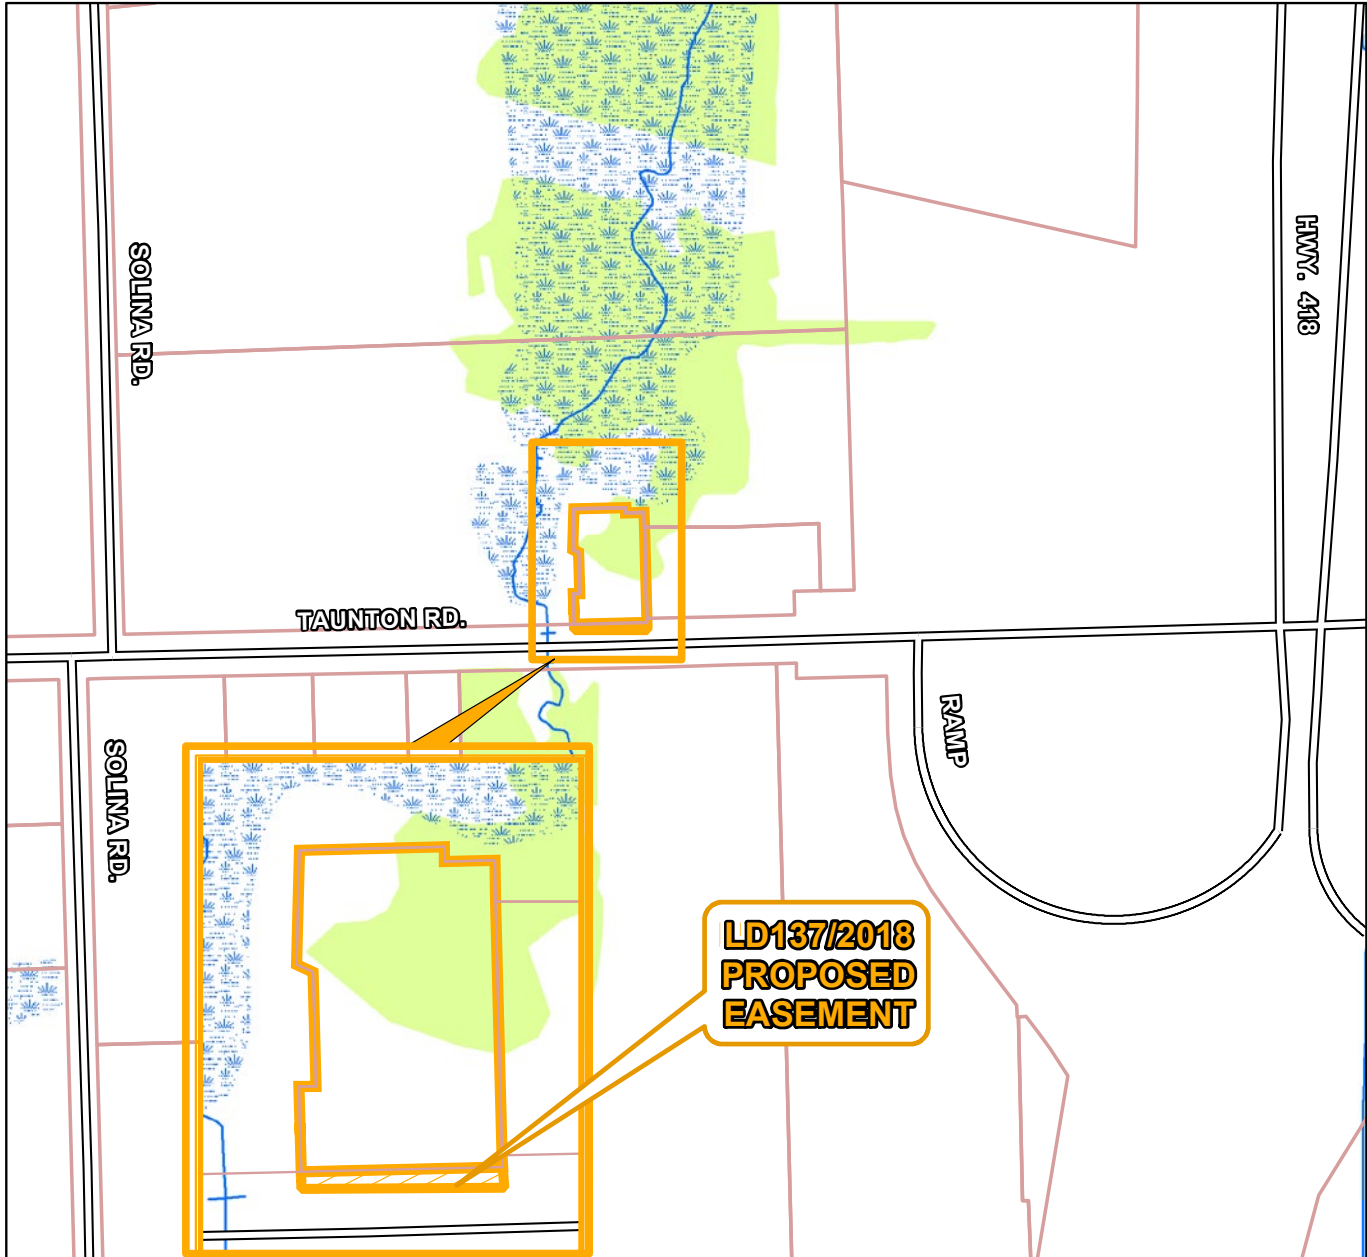 SOLINA RD.
HWY. 418
TAUNTON RD.
RAMP
SOLINA RD.
LD137/2018
PROPOSED
EASEMENT